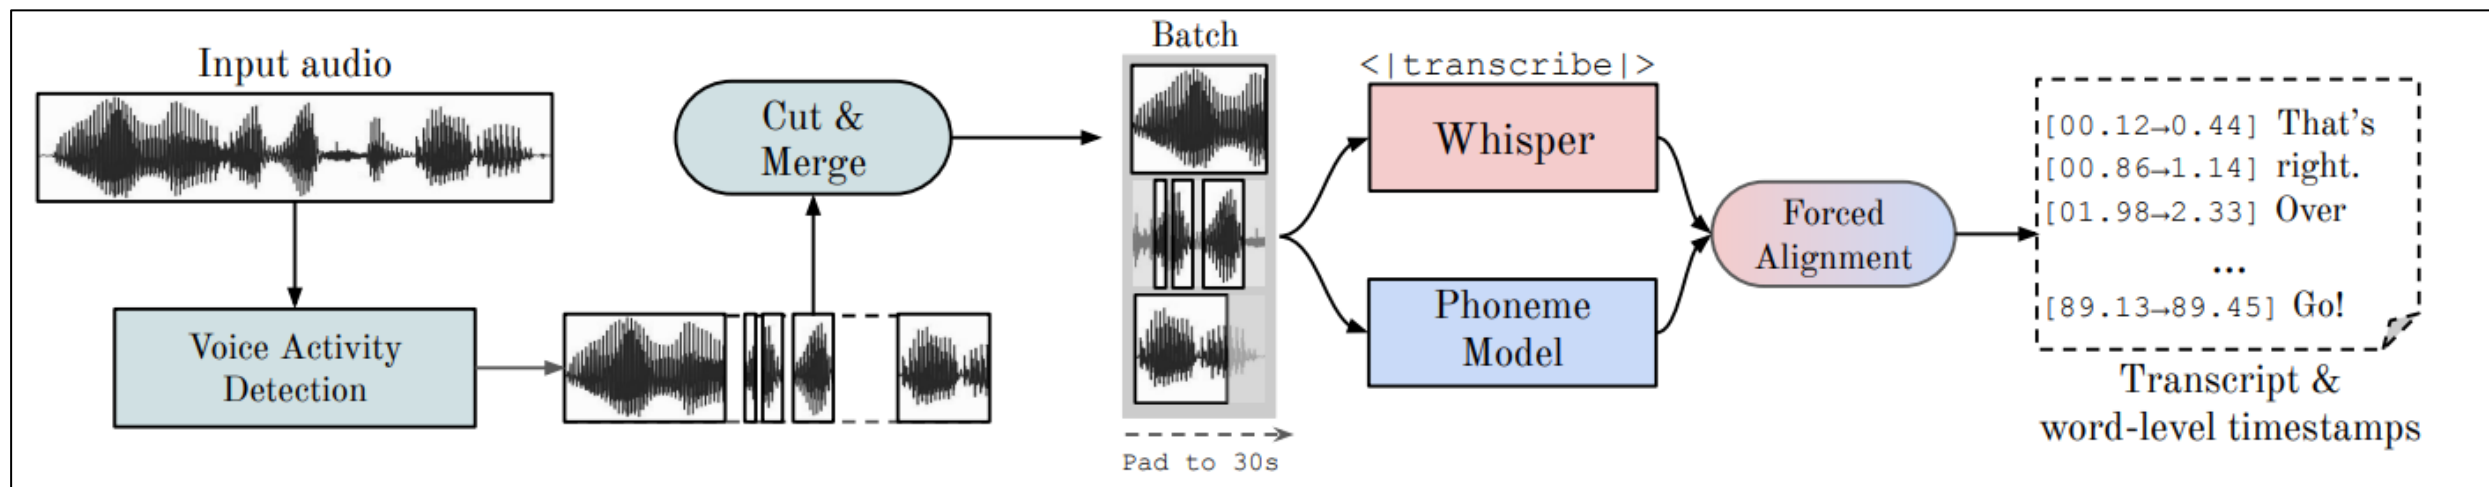 Input audio
Voice Activity
Detection
Cut &
Merge
Batch
Pad to 30s
<|transcribe|>
Whisper
Phoneme
Model
Forced
Alignment
[00.12→0.44] That's
[00.86→1.14] right.
[01.98→2.33] Over
...
[89.13→89.45] Go!
Transcript &
word-level timestamps